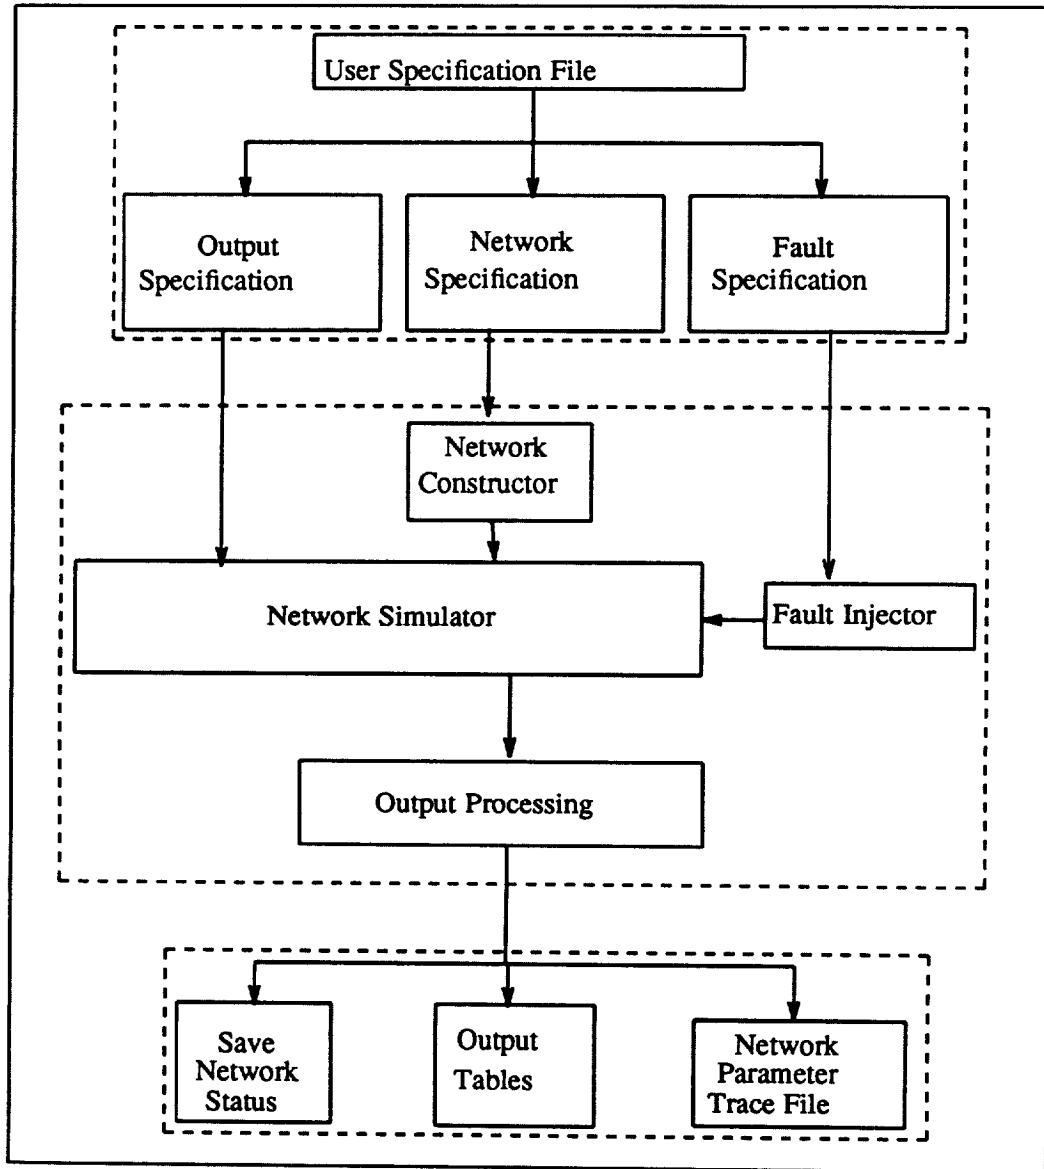 User Specification File
Output
Specification
Network
Specification
Fault
Specification
Network
Constructor
Network Simulator
Fault Injector
Output Processing
Save
Network
Status
Output
Tables
Network
Parameter
Trace File